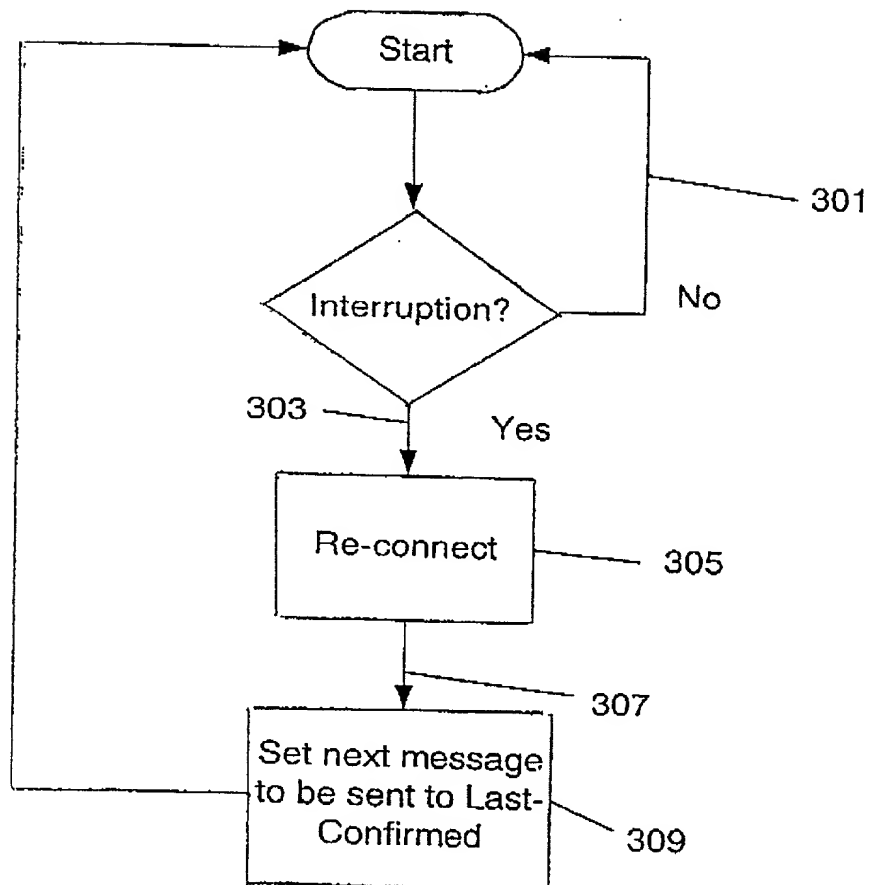 Start
301
Interruption?
No
303
Yes
Re-connect
305
307
Set next message
to be sent to Last-
Confirmed
309